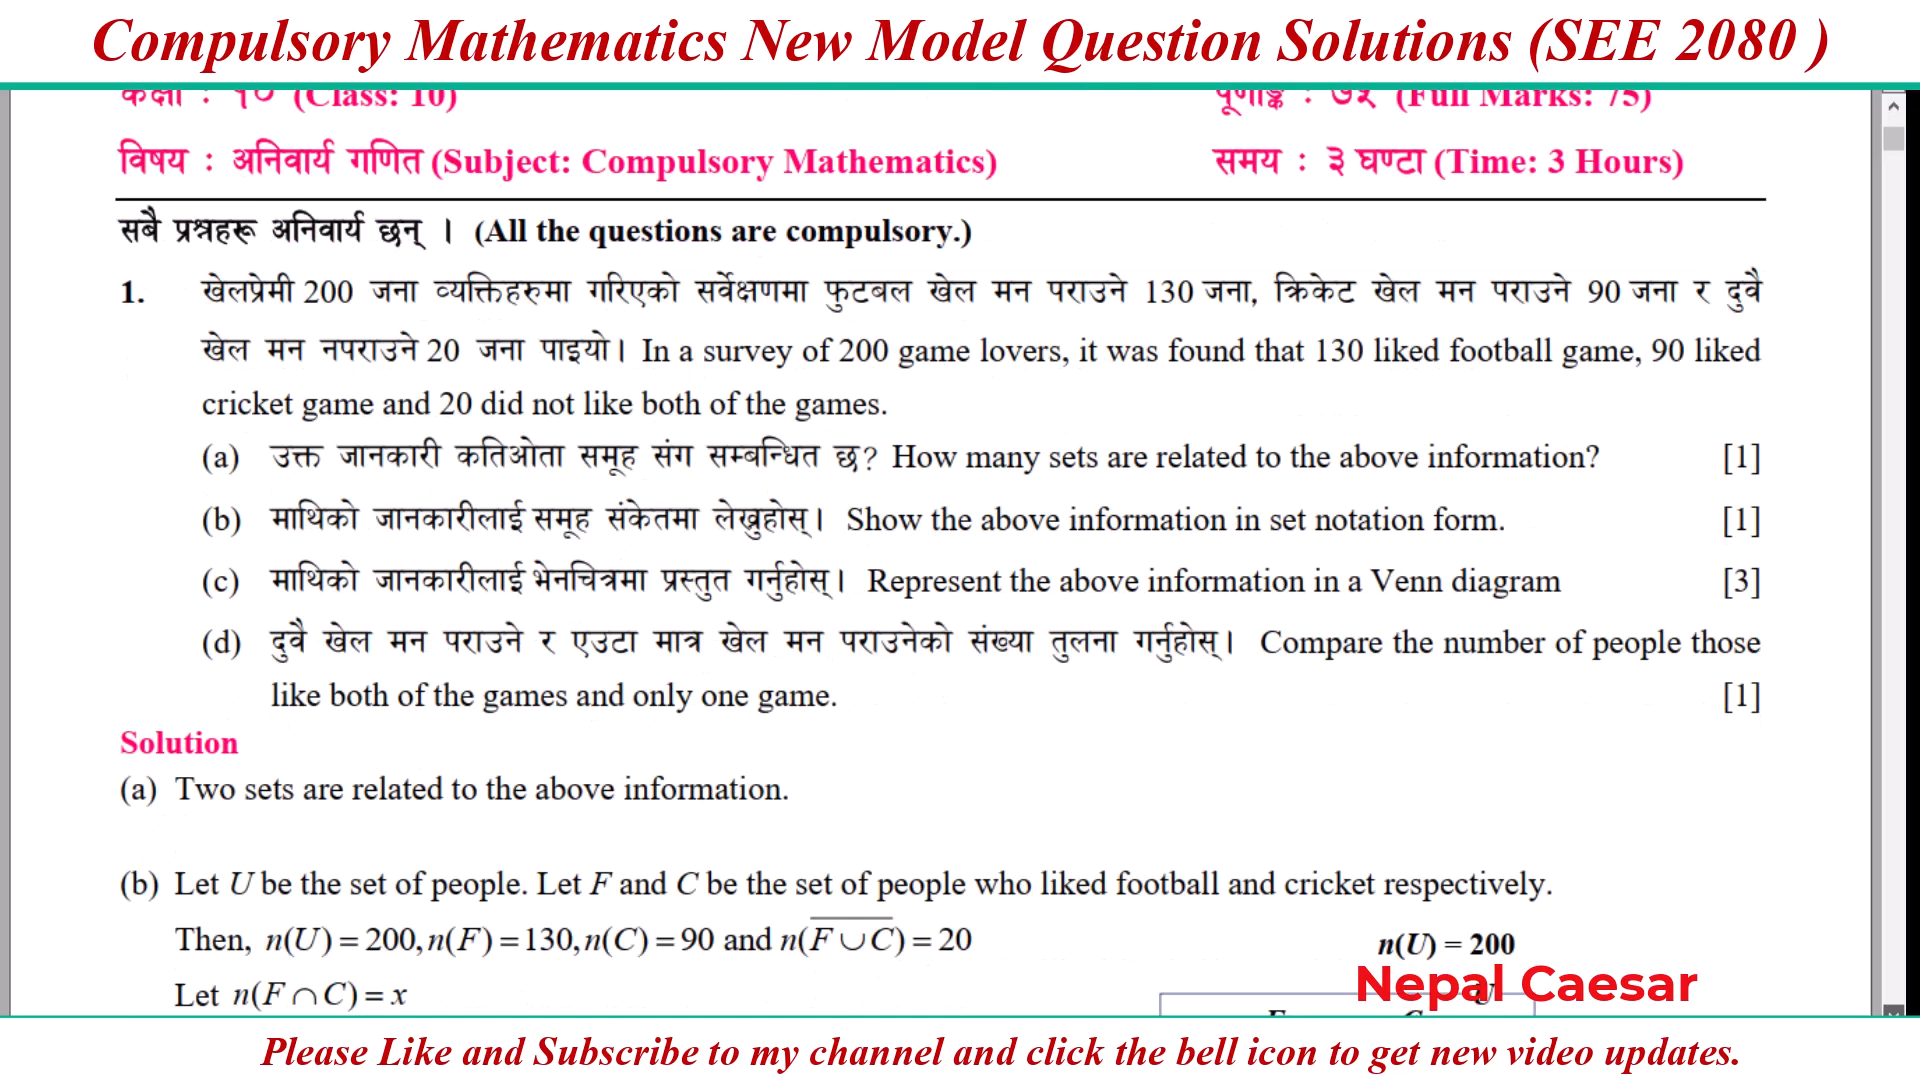 Compulsory Mathematics New Model Question Solutions (SEE 2080 )
कक्षा : १० (Class: 10) पूर्णाङ्क : ७५ (Full Marks: 75)
विषय : अनिवार्य गणित (Subject: Compulsory Mathematics) समय : ३ घण्टा (Time: 3 Hours)
सबै प्रश्नहरू अनिवार्य छन् । (All the questions are compulsory.)
1. खेलप्रेमी 200 जना व्यक्तिहरुमा गरिएको सर्वेक्षणमा फुटबल खेल मन पराउने 130 जना, क्रिकेट खेल मन पराउने 90 जना र दुवै
खेल मन नपराउने 20 जना पाइयो। In a survey of 200 game lovers, it was found that 130 liked football game, 90 liked
cricket game and 20 did not like both of the games.
(a) उक्त जानकारी कतिओता समूह संग सम्बन्धित छ? How many sets are related to the above information? [1]
(b) माथिको जानकारीलाई समूह संकेतमा लेख्नुहोस्। Show the above information in set notation form. [1]
(c) माथिको जानकारीलाई भेनचित्रमा प्रस्तुत गर्नुहोस्। Represent the above information in a Venn diagram [3]
(d) दुवै खेल मन पराउने र एउटा मात्र खेल मन पराउनेको संख्या तुलना गर्नुहोस्। Compare the number of people those
like both of the games and only one game. [1]
Solution
(a) Two sets are related to the above information.
(b) Let U be the set of people. Let F and C be the set of people who liked football and cricket respectively.
Then, n(U) = 200, n(F) = 130, n(C) = 90 and n(F̅ ∪̅ C̅) = 20 n(U) = 200
Let n(F ∩ C) = x
Nepal Caesar
U
F C
Please Like and Subscribe to my channel and click the bell icon to get new video updates.